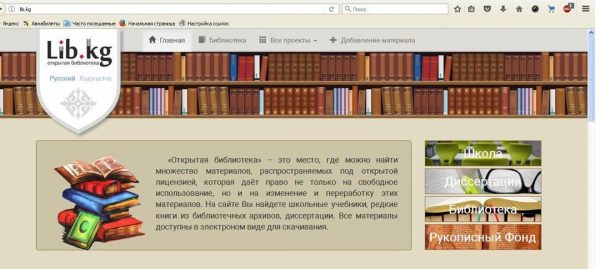 lib.kg
Поиск
Яндекс Авиабилеты Часто посещаемые Начальная страница Настройка ссылок
Lib.kg
открытая библиотека
Русский Кыргызча
Главная Библиотека Все проекты Добавление материала
«Открытая библиотека» – это место, где можно найти
множество материалов, распространяемых под открытой
лицензией, которая даёт право не только на свободное
использование, но и на изменение и переработку этих
материалов. На сайте Вы найдете школьные учебники, редкие
книги из библиотечных архивов, диссертации. Все материалы
доступны в электроном виде для скачивания.
Школа
Диссертации
Библиотека
Рукописный Фонд